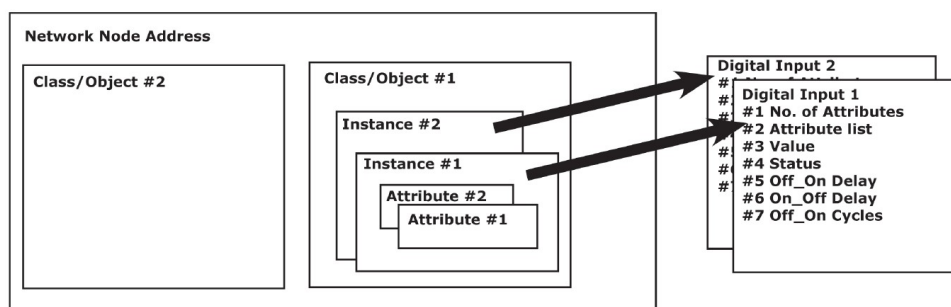 Network Node Address
Class/Object #2
Class/Object #1
Instance #2
Instance #1
Attribute #2
Attribute #1
Digital Input 2
Digital Input 1
#1 No. of Attributes
#2 Attribute list
#3 Value
#4 Status
#5 Off_On Delay
#6 On_Off Delay
#7 Off_On Cycles